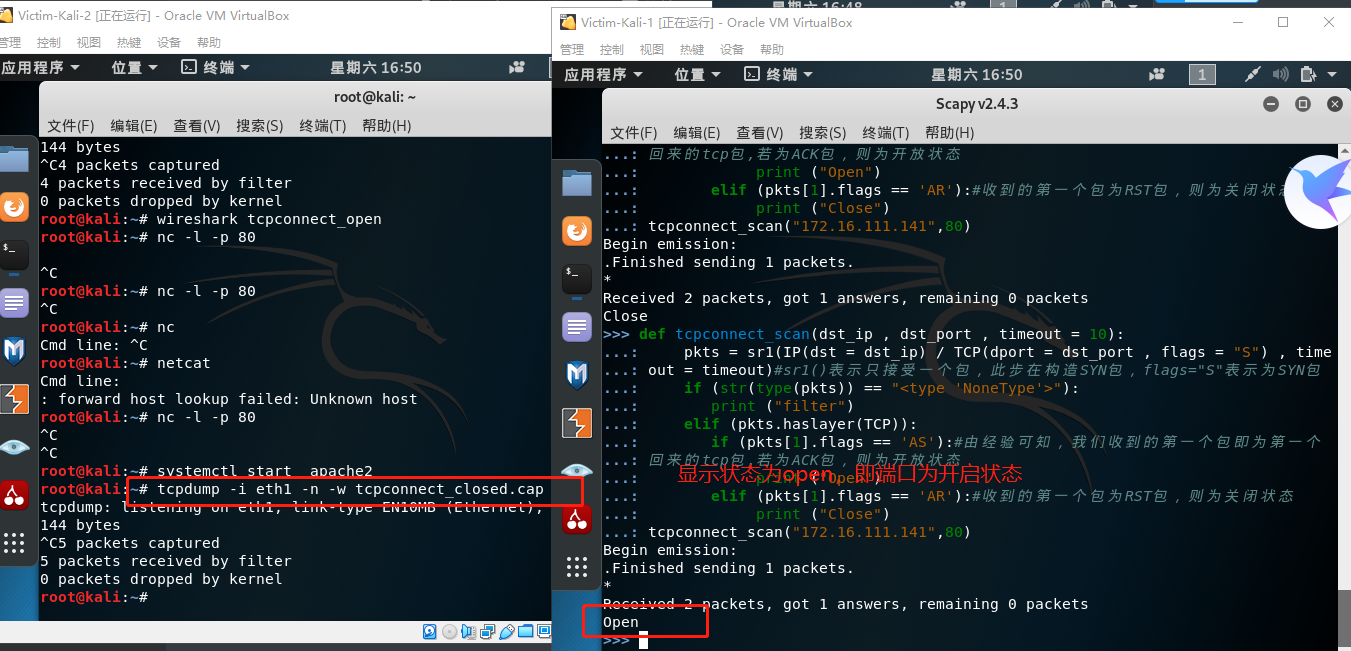 Victim-Kali-2 [正在运行] - Oracle VM VirtualBox
管理 控制 视图 热键 设备 帮助
应用程序 位置 终端 星期六 16:50
root@kali: ~
文件(F) 编辑(E) 查看(V) 搜索(S) 终端(T) 帮助(H)
144 bytes
^C4 packets captured
4 packets received by filter
0 packets dropped by kernel
root@kali:~# wireshark tcpconnect_open
root@kali:~# nc -l -p 80
^C
root@kali:~# nc -l -p 80
^C
root@kali:~# nc
Cmd line: ^C
root@kali:~# netcat
Cmd line:
: forward host lookup failed: Unknown host
root@kali:~# nc -l -p 80
^C
^C
root@kali:~# systemctl start  apache2
root@kali:~# tcpdump -i eth1 -n -w tcpconnect_closed.cap
tcpdump: listening on eth1, link-type EN10MB (Ethernet),
144 bytes
^C5 packets captured
5 packets received by filter
0 packets dropped by kernel
root@kali:~#
星期六 16:48
1
Victim-Kali-1 [正在运行] - Oracle VM VirtualBox
管理 控制 视图 热键 设备 帮助
应用程序 位置 终端 星期六 16:50 1
Scapy v2.4.3
文件(F) 编辑(E) 查看(V) 搜索(S) 终端(T) 帮助(H)
...: 回来的tcp包,若为ACK包，则为开放状态
...:             print ("Open")
...:        elif (pkts[1].flags == 'AR'):#收到的第一个包为RST包，则为关闭状态
...:             print ("Close")
...: tcpconnect_scan("172.16.111.141",80)
Begin emission:
.Finished sending 1 packets.
*
Received 2 packets, got 1 answers, remaining 0 packets
Close
>>> def tcpconnect_scan(dst_ip , dst_port , timeout = 10):
...:     pkts = sr1(IP(dst = dst_ip) / TCP(dport = dst_port , flags = "S") , time
...: out = timeout)#sr1()表示只接受一个包，此步在构造SYN包，flags="S"表示为SYN包
...:     if (str(type(pkts)) == "<type 'NoneType'>"):
...:        print ("filter")
...:     elif (pkts.haslayer(TCP)):
...:        if (pkts[1].flags == 'AS'):#由经验可知，我们收到的第一个包即为第一个
...: 回来的tcp包,若为ACK包，则为开放状态
显示状态为open，即端口为开启状态
...:             print ("Open")
...:        elif (pkts[1].flags == 'AR'):#收到的第一个包为RST包，则为关闭状态
...:             print ("Close")
...: tcpconnect_scan("172.16.111.141",80)
Begin emission:
.Finished sending 1 packets.
*
Received 2 packets, got 1 answers, remaining 0 packets
Open
>>>